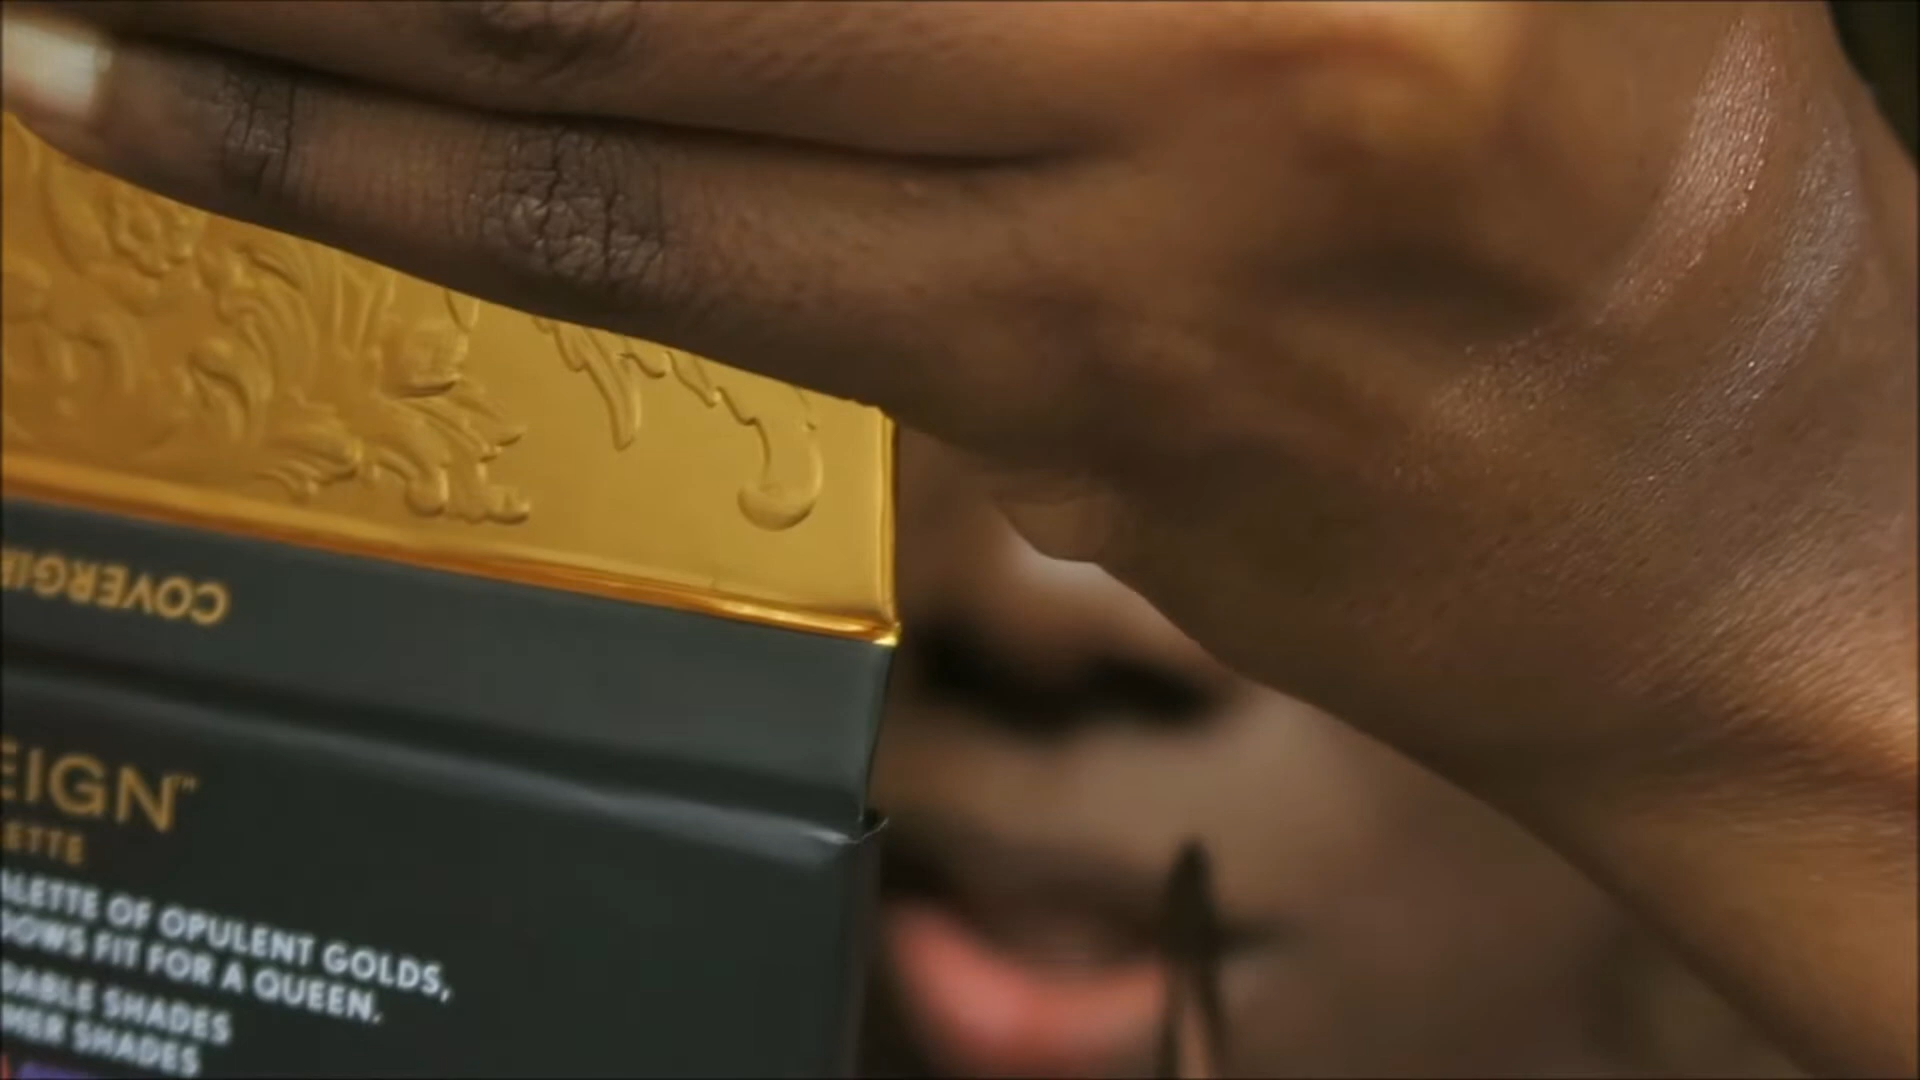 COVERGI
EIGN™
ETTE
ALETTE OF OPULENT GOLDS,
DOWS FIT FOR A QUEEN.
DABLE SHADES
HER SHADES